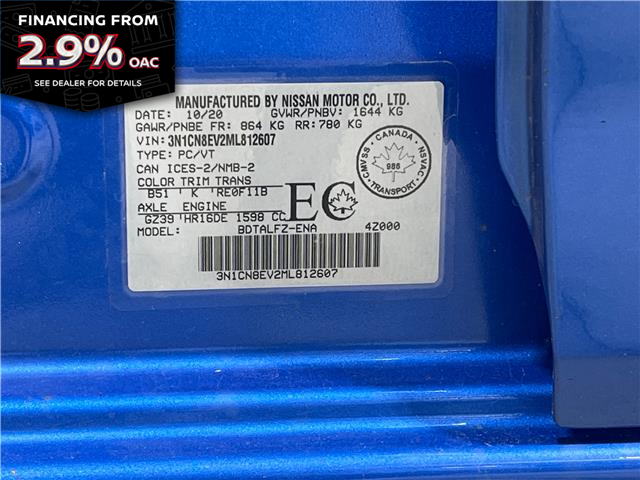 FINANCING FROM
2.9% OAC
SEE DEALER FOR DETAILS
MANUFACTURED BY NISSAN MOTOR CO., LTD.
DATE: 10/20 GVWR/PNBV: 1644 KG
GAWR/PNBE FR: 864 KG RR: 780 KG
VIN: 3N1CN8EV2ML812607
TYPE: PC/VT
CAN ICES-2/NMB-2
COLOR TRIM TRANS
B51 K RE0F11B
AXLE ENGINE
GZ39 HR16DE 1598 CC
MODEL: BDTALFZ-ENA 4Z000
EC
CANADA
CMVSS NSVAC
986
TRANSPORT
3N1CN8EV2ML812607